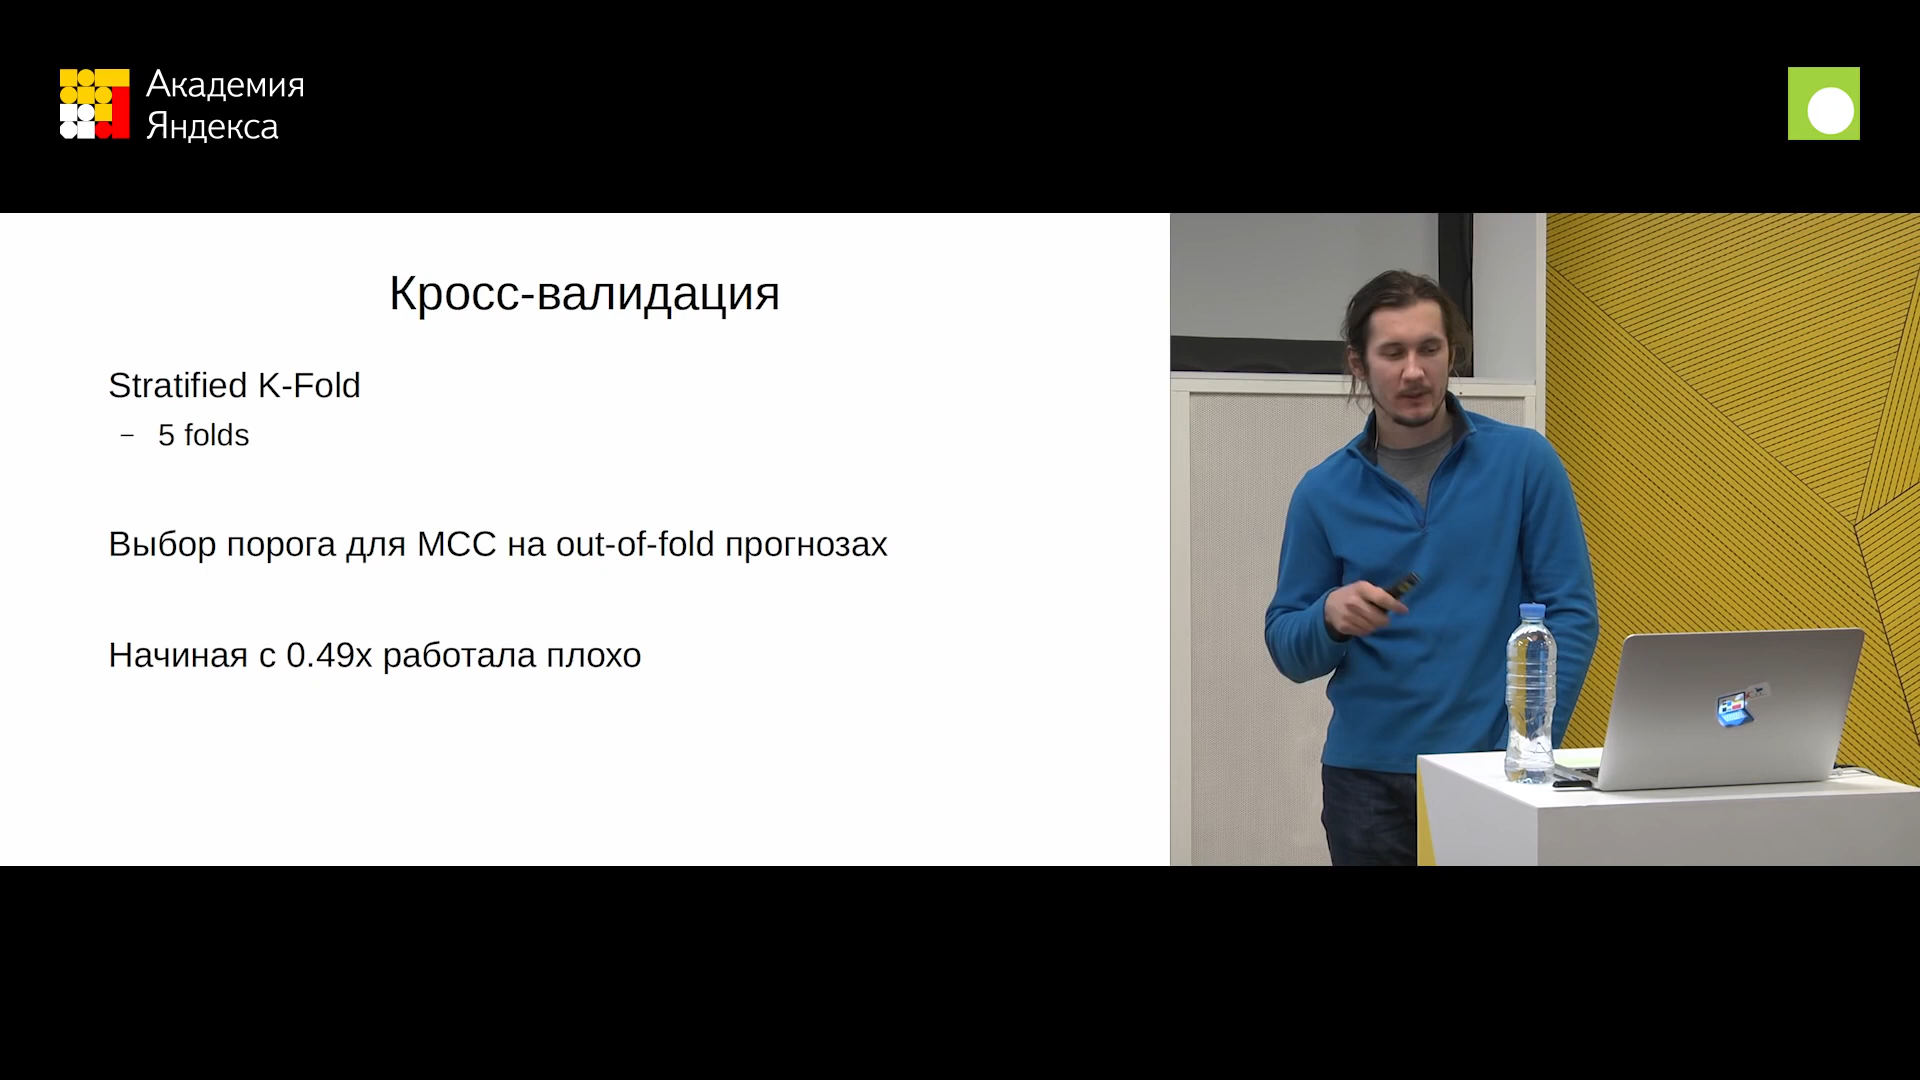 Академия
Яндекса
Кросс-валидация
Stratified K-Fold
– 5 folds
Выбор порога для MCC на out-of-fold прогнозах
Начиная с 0.49x работала плохо